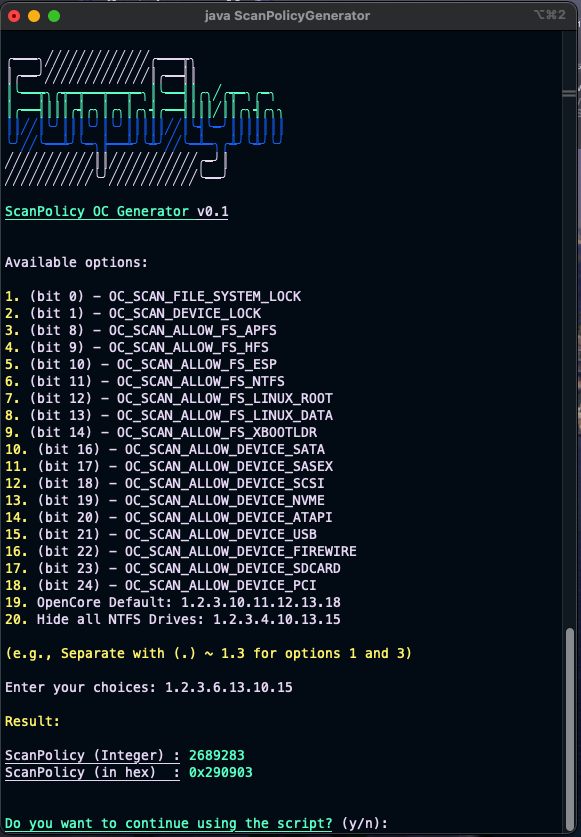 java ScanPolicyGenerator
⌥⌘2
ScanPolicy OC Generator v0.1
Available options:
1. (bit 0) - OC_SCAN_FILE_SYSTEM_LOCK
2. (bit 1) - OC_SCAN_DEVICE_LOCK
3. (bit 8) - OC_SCAN_ALLOW_FS_APFS
4. (bit 9) - OC_SCAN_ALLOW_FS_HFS
5. (bit 10) - OC_SCAN_ALLOW_FS_ESP
6. (bit 11) - OC_SCAN_ALLOW_FS_NTFS
7. (bit 12) - OC_SCAN_ALLOW_FS_LINUX_ROOT
8. (bit 13) - OC_SCAN_ALLOW_FS_LINUX_DATA
9. (bit 14) - OC_SCAN_ALLOW_FS_XBOOTLDR
10. (bit 16) - OC_SCAN_ALLOW_DEVICE_SATA
11. (bit 17) - OC_SCAN_ALLOW_DEVICE_SASEX
12. (bit 18) - OC_SCAN_ALLOW_DEVICE_SCSI
13. (bit 19) - OC_SCAN_ALLOW_DEVICE_NVME
14. (bit 20) - OC_SCAN_ALLOW_DEVICE_ATAPI
15. (bit 21) - OC_SCAN_ALLOW_DEVICE_USB
16. (bit 22) - OC_SCAN_ALLOW_DEVICE_FIREWIRE
17. (bit 23) - OC_SCAN_ALLOW_DEVICE_SDCARD
18. (bit 24) - OC_SCAN_ALLOW_DEVICE_PCI
19. OpenCore Default: 1.2.3.10.11.12.13.18
20. Hide all NTFS Drives: 1.2.3.4.10.13.15
(e.g., Separate with (.) ~ 1.3 for options 1 and 3)
Enter your choices: 1.2.3.6.13.10.15
Result:
ScanPolicy (Integer) : 2689283
ScanPolicy (in hex) : 0x290903
Do you want to continue using the script? (y/n):